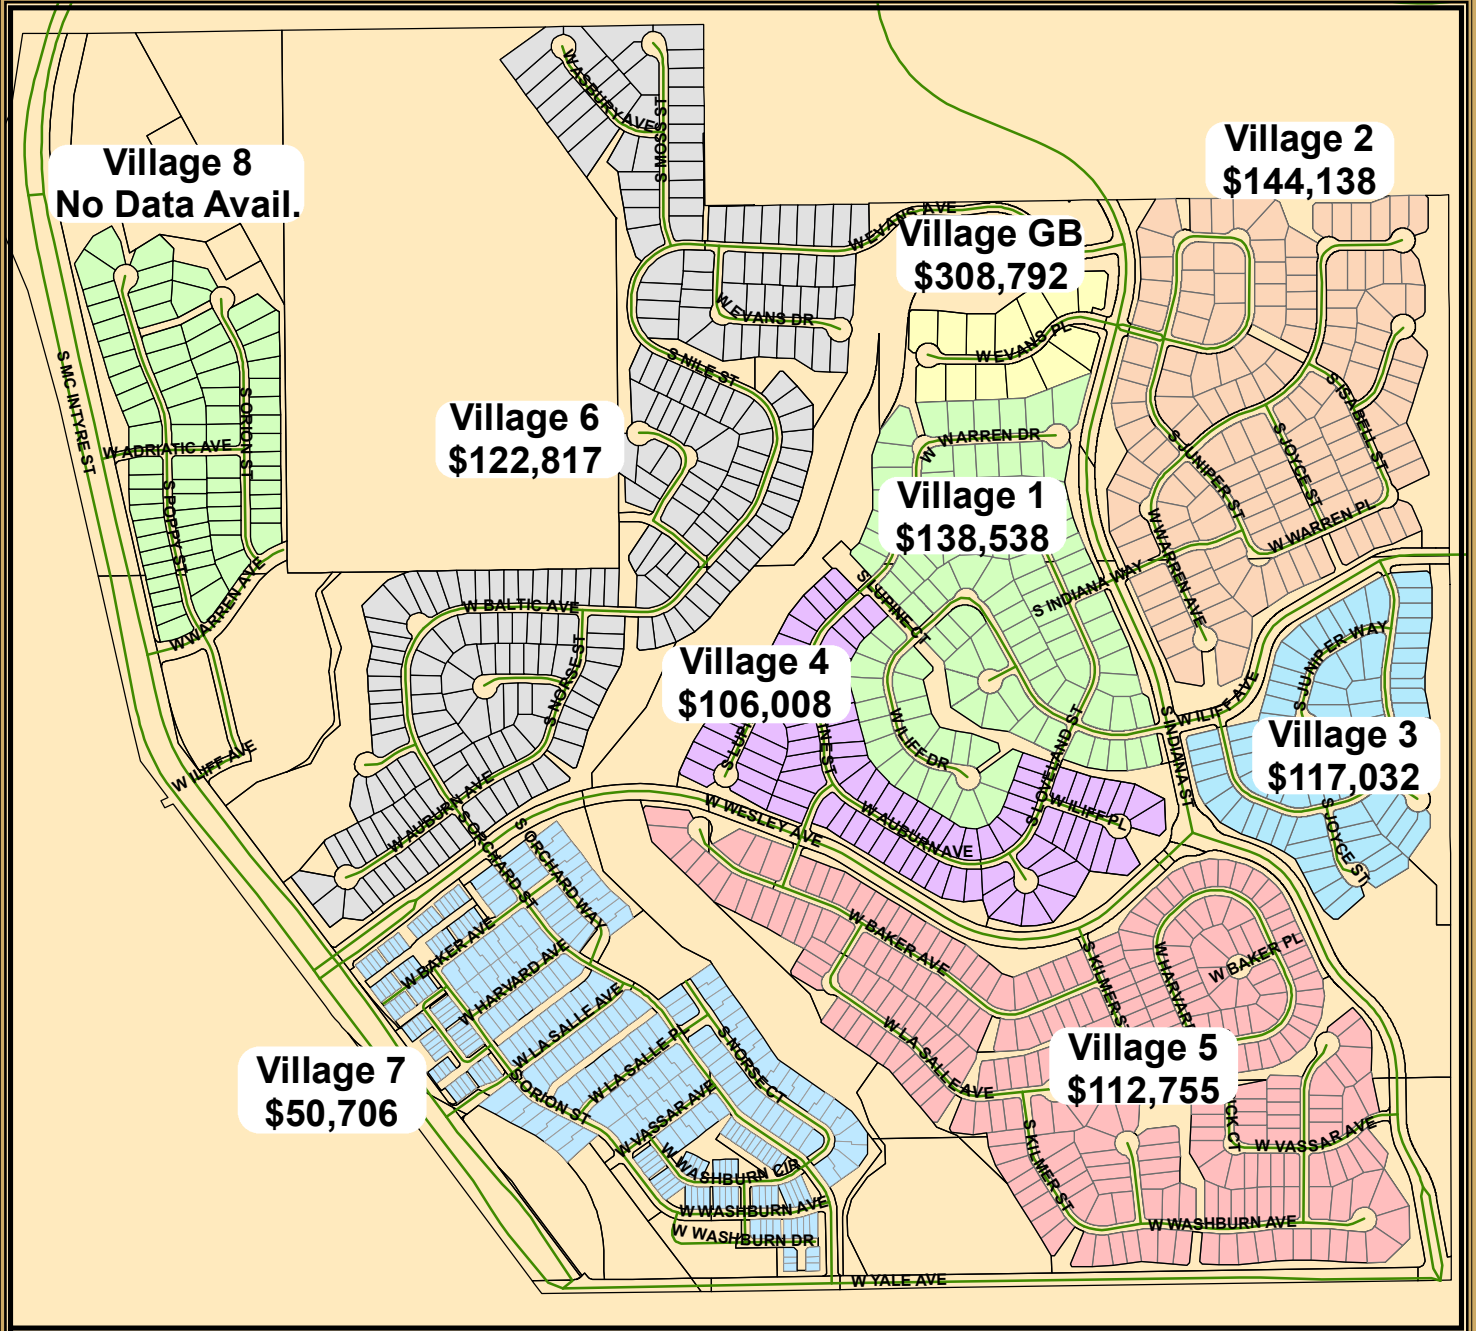 Village 8
No Data Avail.
Village 2
$144,138
Village GB
$308,792
Village 6
$122,817
Village 1
$138,538
Village 4
$106,008
Village 3
$117,032
Village 7
$50,706
Village 5
$112,755
W ASBURY AVE
S MOSS ST
W EVANS AVE
W EVANS DR
W EVANS PL
S NILE ST
S MC INTYRE ST
W ADRIATIC AVE
S ORION ST
S POPPY ST
W WARREN AVE
W ILIFF AVE
W WARREN DR
S JUNIPER ST
S ISABELL ST
S JOYCE ST
W WARREN PL
W WARREN AVE
S INDIANA WAY
S LUPINE CT
W BALTIC AVE
S NORSE ST
W AUBURN AVE
S ORCHARD ST
S ORCHARD WAY
W ILIFF DR
S LOVELAND ST
W ILIFF PL
W AUBURN AVE
W WESLEY AVE
S INDIANA ST
W ILIFF AVE
S JUNIPER WAY
S JOYCE ST
W BAKER AVE
W HARVARD AVE
W LA SALLE AVE
W LA SALLE PL
S ORION ST
W VASSAR AVE
S NORSE CT
W WASHBURN CIR
W WASHBURN AVE
W WASHBURN DR
W BAKER AVE
W LA SALLE AVE
S KILMER ST
W BAKER PL
S KILMER ST
W VASSAR AVE
W WASHBURN AVE
W YALE AVE